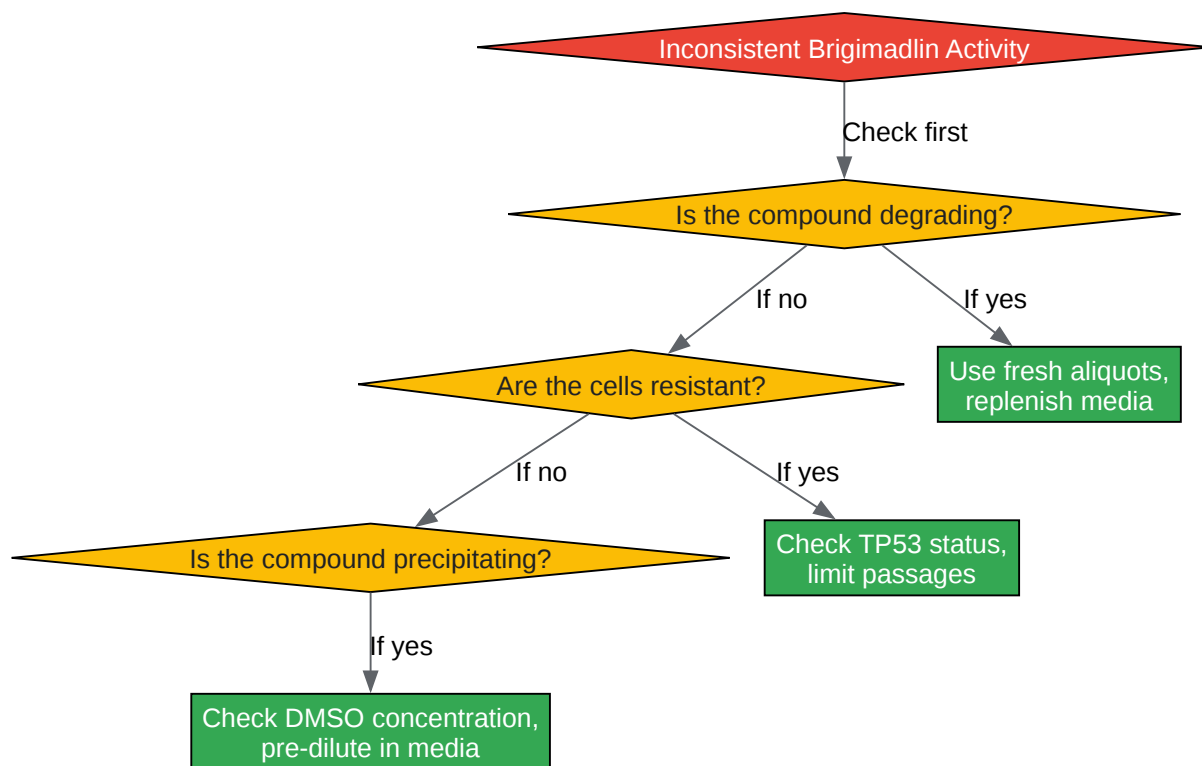 Inconsistent Brigimadlin Activity
Check first
Is the compound degrading?
If no
If yes
Use fresh aliquots,
replenish media
Are the cells resistant?
If no
If yes
Check TP53 status,
limit passages
Is the compound precipitating?
If yes
Check DMSO concentration,
pre-dilute in media